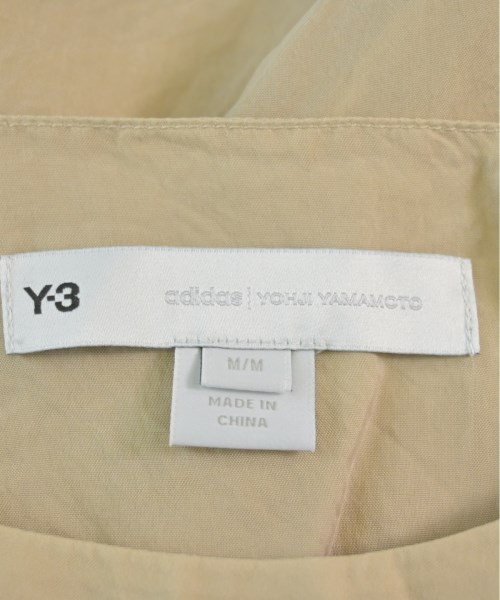 Y-3 adidas | YOHJI YAMAMOTO
M/M
MADE IN
CHINA